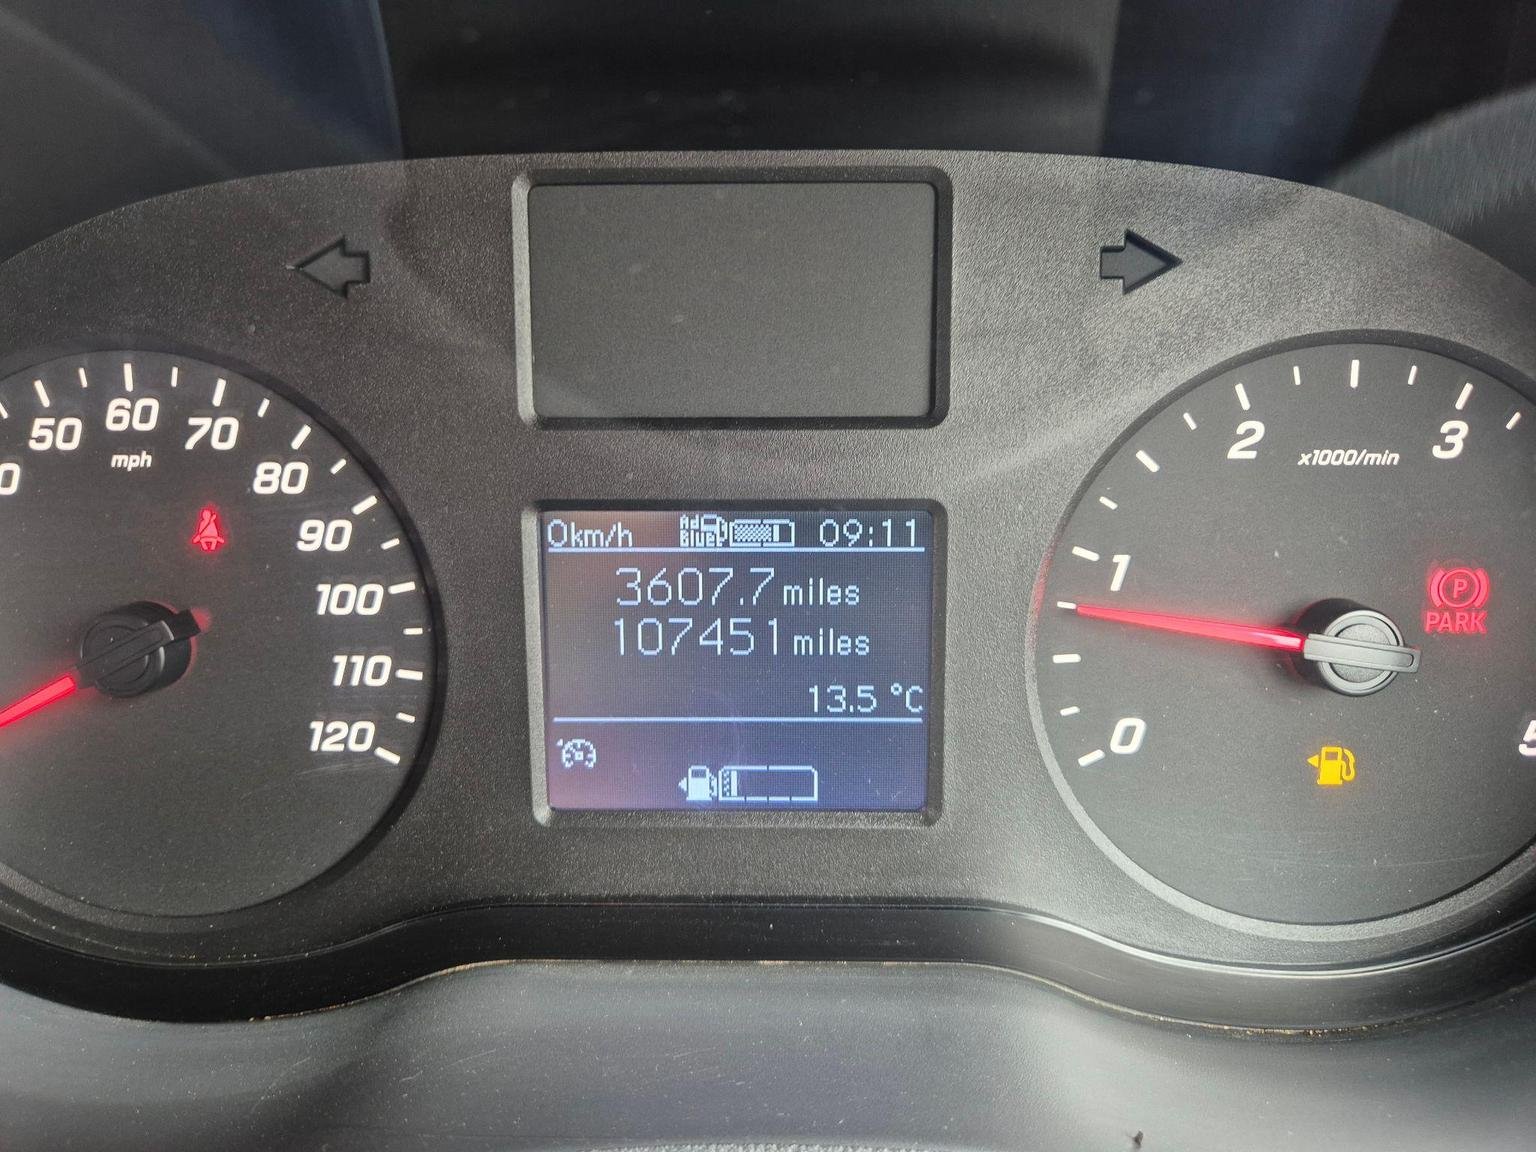 50 60 70 80 90 100 110 120
mph
0km/h AdBlue 09:11
3607.7 miles
107451 miles
13.5 °C
0 1 2 3
x1000/min
P
PARK